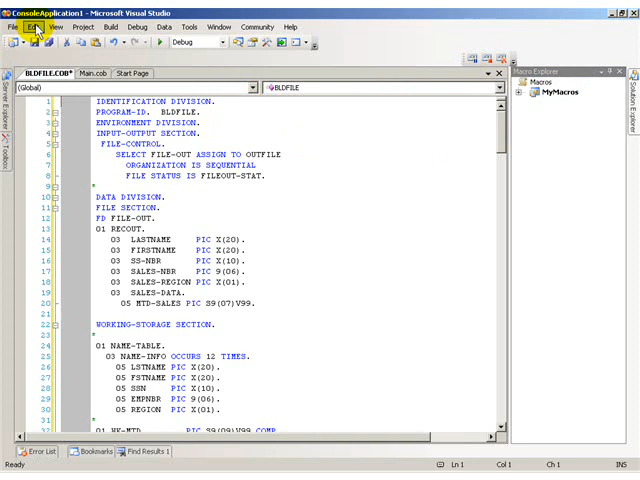 ConsoleApplication1 - Microsoft Visual Studio
File Edit View Project Build Debug Data Tools Window Community Help
Debug
BLDFILE.COB* Main.cob Start Page
(Global) BLDFILE
Macro Explorer
Macros
MyMacros
Server Explorer
Toolbox
Solution Explorer
1 IDENTIFICATION DIVISION.
2 PROGRAM-ID. BLDFILE.
3 ENVIRONMENT DIVISION.
4 INPUT-OUTPUT SECTION.
5 FILE-CONTROL.
6 SELECT FILE-OUT ASSIGN TO OUTFILE
7 ORGANIZATION IS SEQUENTIAL
8 FILE STATUS IS FILEOUT-STAT.
9 *
10 DATA DIVISION.
11 FILE SECTION.
12 FD FILE-OUT.
13 01 RECOUT.
14 03 LASTNAME PIC X(20).
15 03 FIRSTNAME PIC X(20).
16 03 SS-NBR PIC X(10).
17 03 SALES-NBR PIC 9(06).
18 03 SALES-REGION PIC X(01).
19 03 SALES-DATA.
20 05 MTD-SALES PIC S9(07)V99.
21
22 WORKING-STORAGE SECTION.
23 *
24 01 NAME-TABLE.
25 03 NAME-INFO OCCURS 12 TIMES.
26 05 LSTNAME PIC X(20).
27 05 FSTNAME PIC X(20).
28 05 SSN PIC X(10).
29 05 EMPNBR PIC 9(06).
30 05 REGION PIC X(01).
31 *
32 01 WK-MTD PIC S9(09)V99 COMP
Error List Bookmarks Find Results 1
Ready Ln 1 Col 1 Ch 1 INS